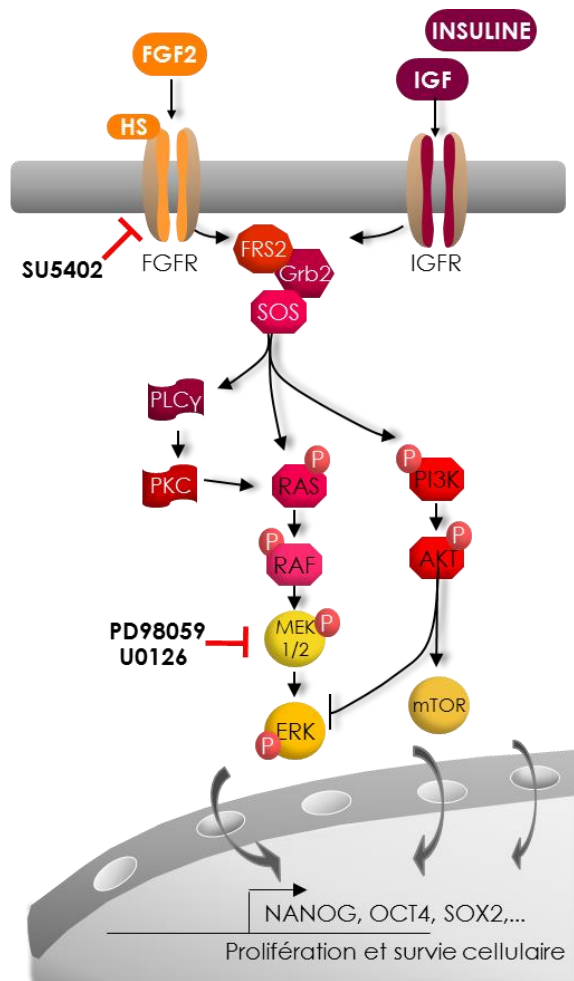 INSULINE
FGF2
IGF
HS
SU5402
FGFR
FRS2
Grb2
IGFR
SOS
PLCγ
P
P
PKC
RAS
PI3K
P
P
RAF
AKT
PD98059
U0126
MEK
1/2
P
mTOR
ERK
P
NANOG, OCT4, SOX2,...
Prolifération et survie cellulaire